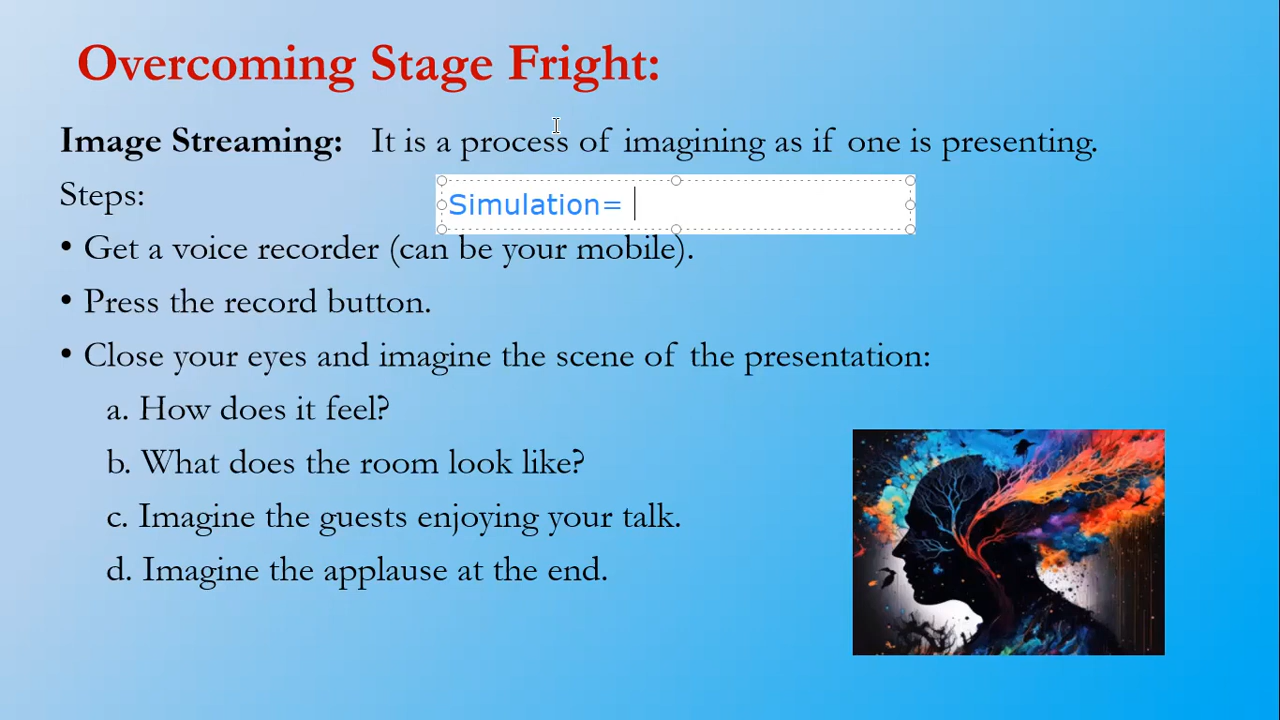 Overcoming Stage Fright:
Image Streaming: It is a process of imagining as if one is presenting.
Steps:
Simulation=
• Get a voice recorder (can be your mobile).
• Press the record button.
• Close your eyes and imagine the scene of the presentation:
a. How does it feel?
b. What does the room look like?
c. Imagine the guests enjoying your talk.
d. Imagine the applause at the end.